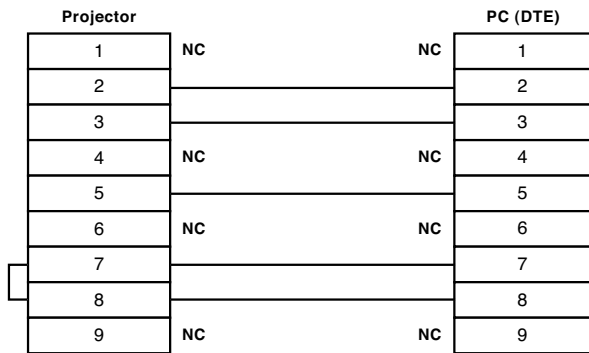 Projector PC (DTE)
1 NC NC 1
2 2
3 3
4 NC NC 4
5 5
6 NC NC 6
7 7
8 8
9 NC NC 9